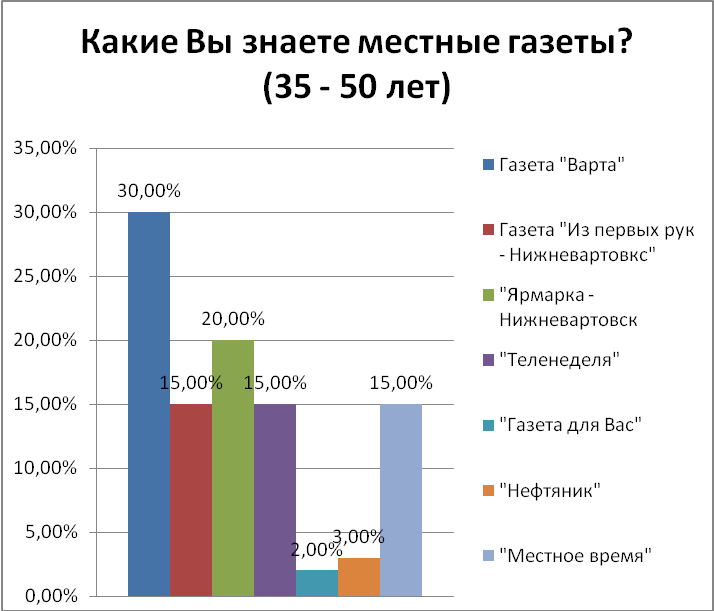 Какие Вы знаете местные газеты?
(35 - 50 лет)
35,00%
30,00%
25,00%
20,00%
15,00%
10,00%
5,00%
0,00%
30,00%
15,00%
20,00%
15,00%
2,00%
3,00%
15,00%
Газета "Варта"
Газета "Из первых рук
- Нижневартовкс"
"Ярмарка -
Нижневартовск
"Теленеделя"
"Газета для Вас"
"Нефтяник"
"Местное время"